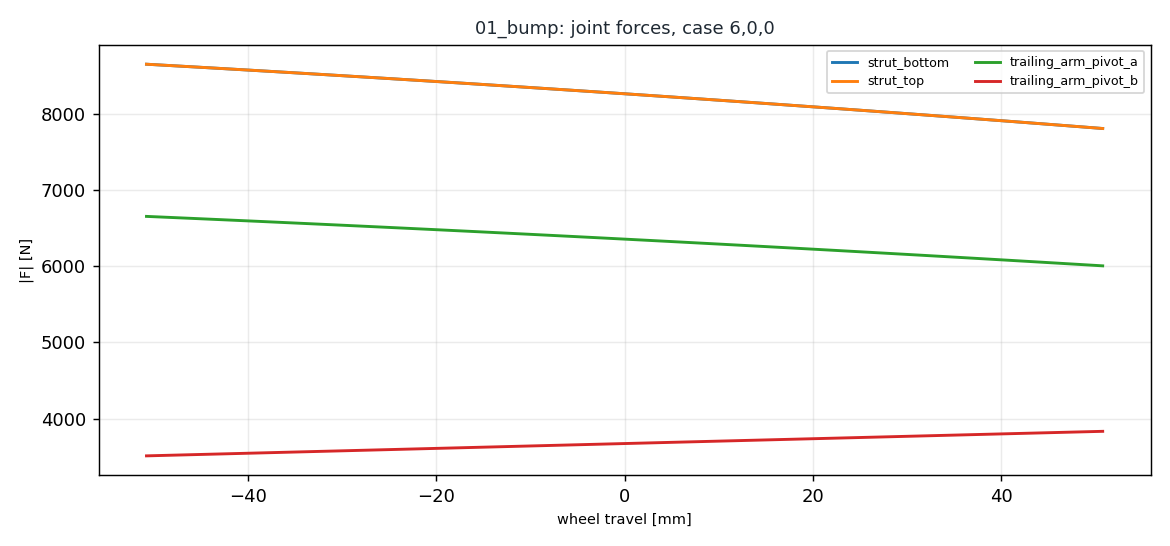 01_bump: joint forces, case 6,0,0
strut_bottom
strut_top
trailing_arm_pivot_a
trailing_arm_pivot_b
|F| [N]
8000
7000
6000
5000
4000
−40
−20
0
20
40
wheel travel [mm]